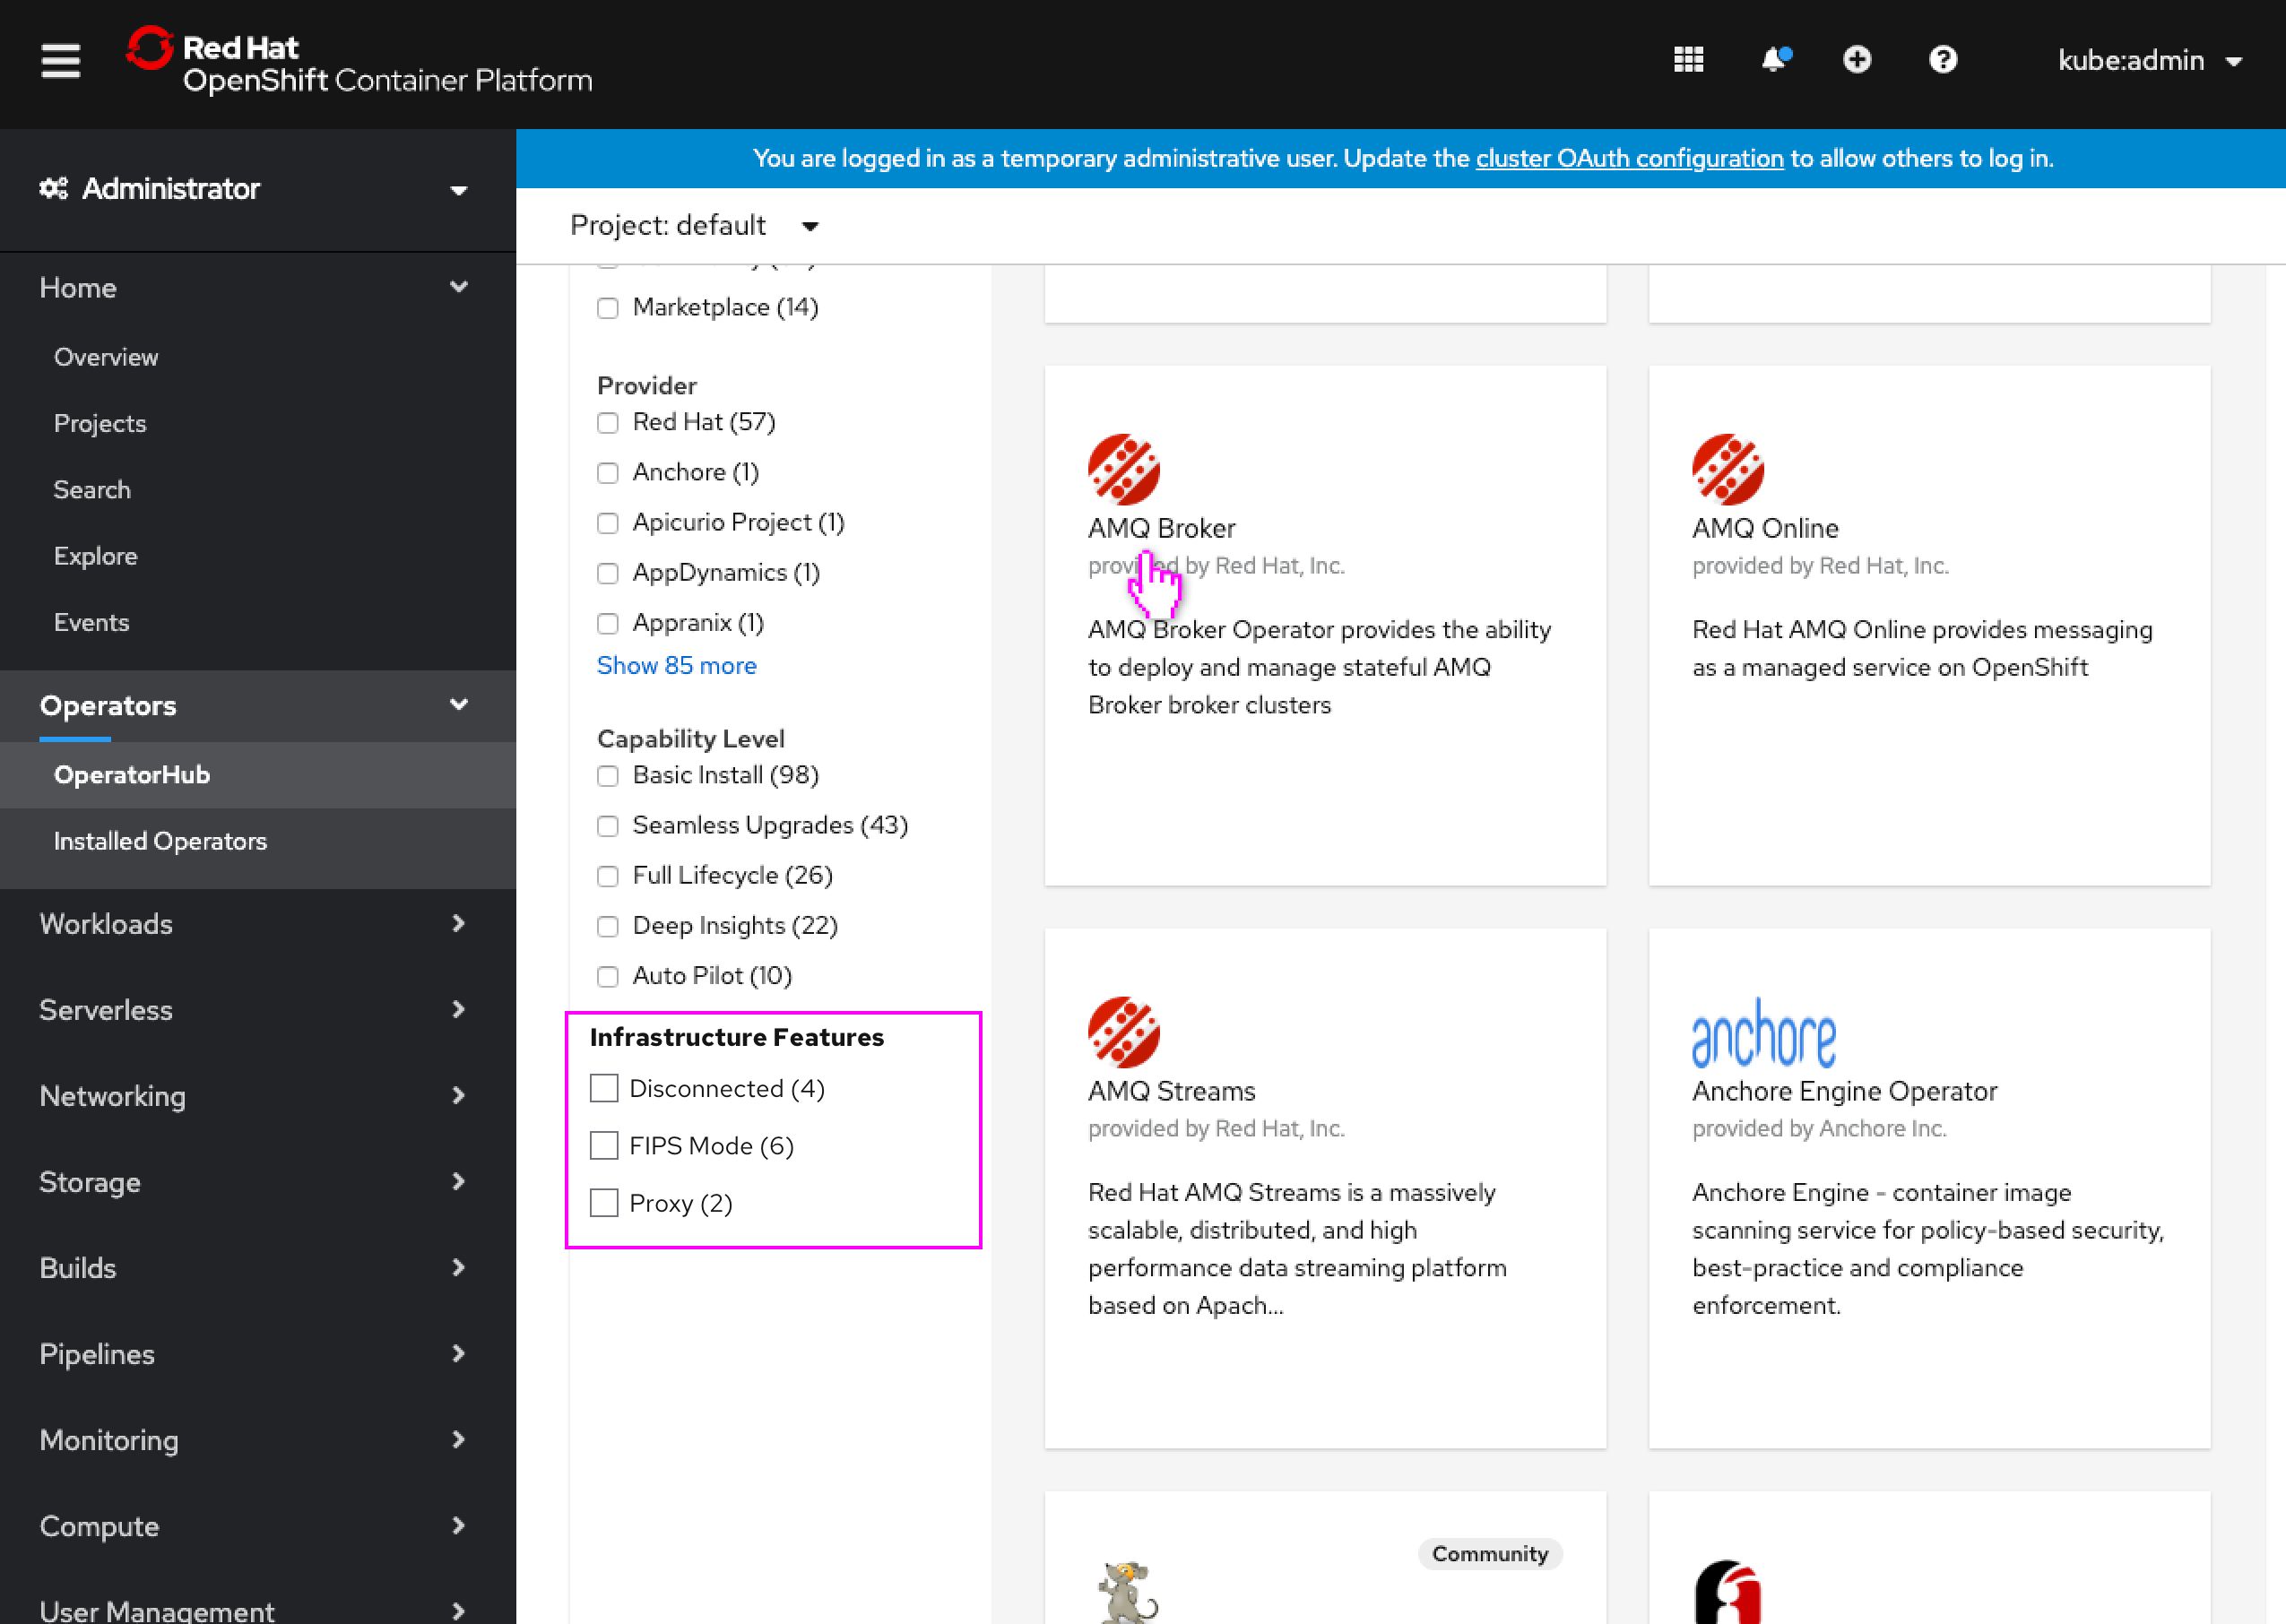 Red Hat
OpenShift Container Platform
kube:admin
You are logged in as a temporary administrative user. Update the cluster OAuth configuration to allow others to log in.
Administrator
Project: default
Home
Overview
Projects
Search
Explore
Events
Operators
OperatorHub
Installed Operators
Workloads
Serverless
Networking
Storage
Builds
Pipelines
Monitoring
Compute
User Management
Marketplace (14)
Provider
Red Hat (57)
Anchore (1)
Apicurio Project (1)
AppDynamics (1)
Appranix (1)
Show 85 more
Capability Level
Basic Install (98)
Seamless Upgrades (43)
Full Lifecycle (26)
Deep Insights (22)
Auto Pilot (10)
Infrastructure Features
Disconnected (4)
FIPS Mode (6)
Proxy (2)
AMQ Broker
provided by Red Hat, Inc.
AMQ Broker Operator provides the ability
to deploy and manage stateful AMQ
Broker broker clusters
AMQ Online
provided by Red Hat, Inc.
Red Hat AMQ Online provides messaging
as a managed service on OpenShift
AMQ Streams
provided by Red Hat, Inc.
Red Hat AMQ Streams is a massively
scalable, distributed, and high
performance data streaming platform
based on Apach...
anchore
Anchore Engine Operator
provided by Anchore Inc.
Anchore Engine - container image
scanning service for policy-based security,
best-practice and compliance
enforcement.
Community